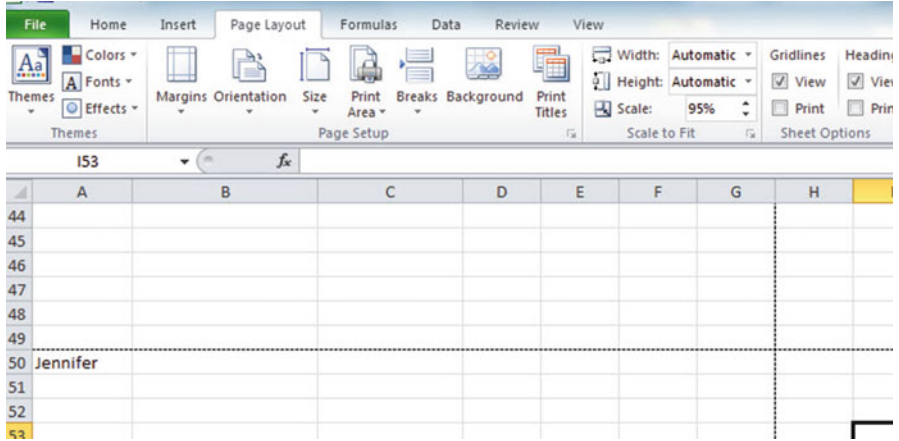 File Home Insert Page Layout Formulas Data Review View
Aa Colors Width: Automatic Gridlines
A Fonts Height: Automatic View
Themes Effects Margins Orientation Size Print Area Breaks Background Print Titles Scale: 95% Print
Themes Page Setup Scale to Fit Sheet Options
I53 fx
A B C D E F G H
44
45
46
47
48
49
50 Jennifer
51
52
53